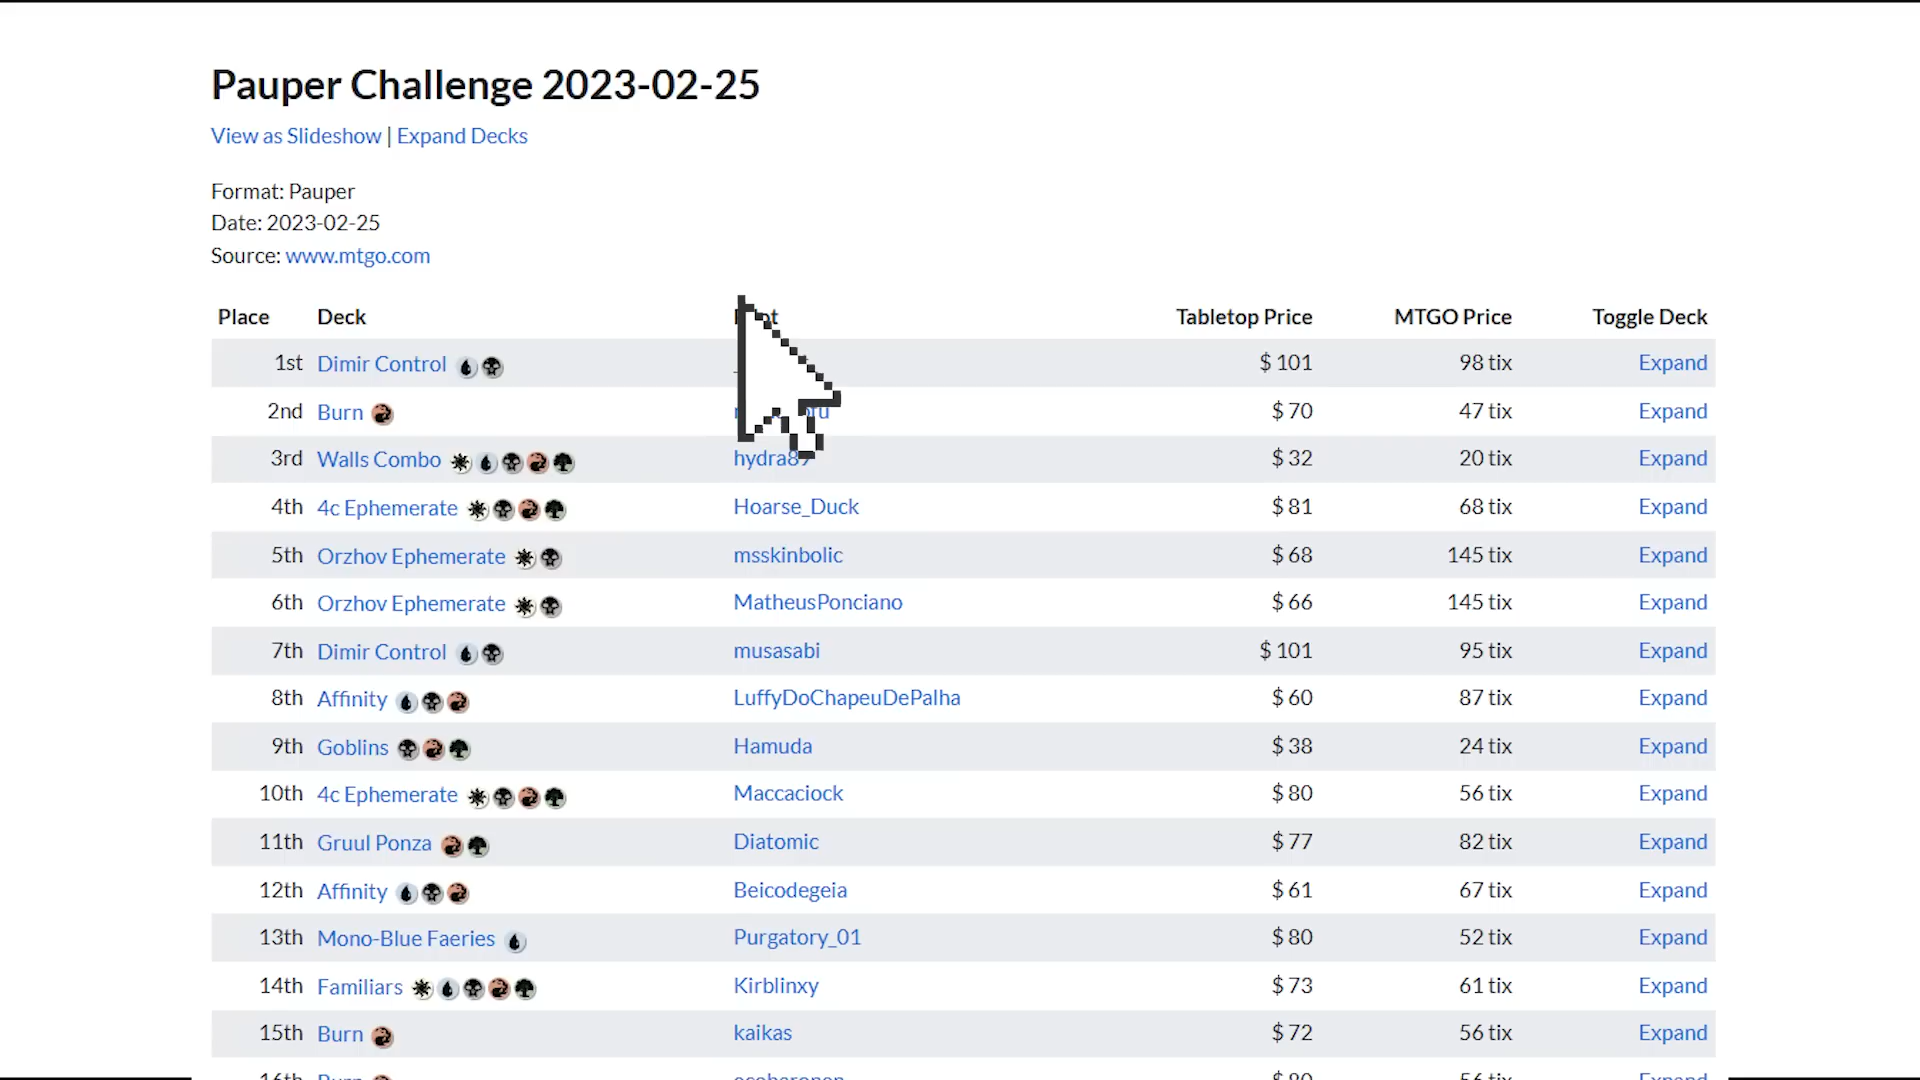 Pauper Challenge 2023-02-25
View as Slideshow | Expand Decks
Format: Pauper
Date: 2023-02-25
Source: www.mtgo.com
Place Deck Tabletop Price MTGO Price Toggle Deck
1st Dimir Control $ 101 98 tix Expand
2nd Burn $ 70 47 tix Expand
3rd Walls Combo $ 32 20 tix Expand
4th 4c Ephemerate Hoarse_Duck $ 81 68 tix Expand
5th Orzhov Ephemerate msskinbolic $ 68 145 tix Expand
6th Orzhov Ephemerate MatheusPonciano $ 66 145 tix Expand
7th Dimir Control musasabi $ 101 95 tix Expand
8th Affinity LuffyDoChapeuDePalha $ 60 87 tix Expand
9th Goblins Hamuda $ 38 24 tix Expand
10th 4c Ephemerate Maccaciock $ 80 56 tix Expand
11th Gruul Ponza Diatomic $ 77 82 tix Expand
12th Affinity Beicodegeia $ 61 67 tix Expand
13th Mono-Blue Faeries Purgatory_01 $ 80 52 tix Expand
14th Familiars Kirblinxy $ 73 61 tix Expand
15th Burn kaikas $ 72 56 tix Expand